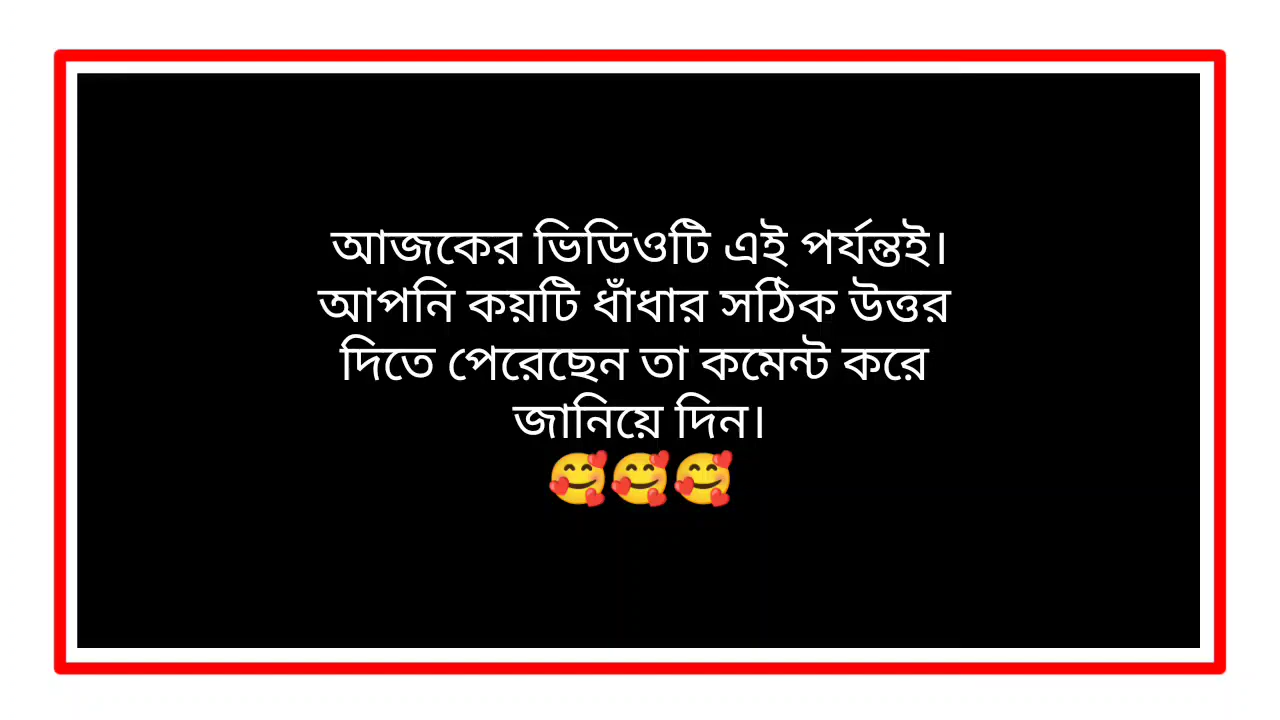 আজকের ভিডিওটি এই পর্যন্তই।
আপনি কয়টি ধাঁধার সঠিক উত্তর
দিতে পেরেছেন তা কমেন্ট করে
জানিয়ে দিন।
🥰🥰🥰